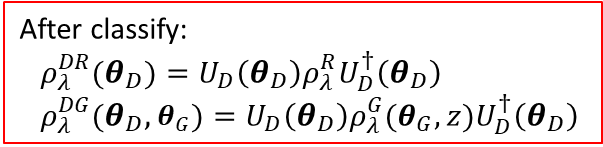 After classify:
ρ_λ^{DR}(θ_D) = U_D(θ_D)ρ_λ^R U_D^†(θ_D)
ρ_λ^{DG}(θ_D, θ_G) = U_D(θ_D)ρ_λ^G(θ_G, z)U_D^†(θ_D)